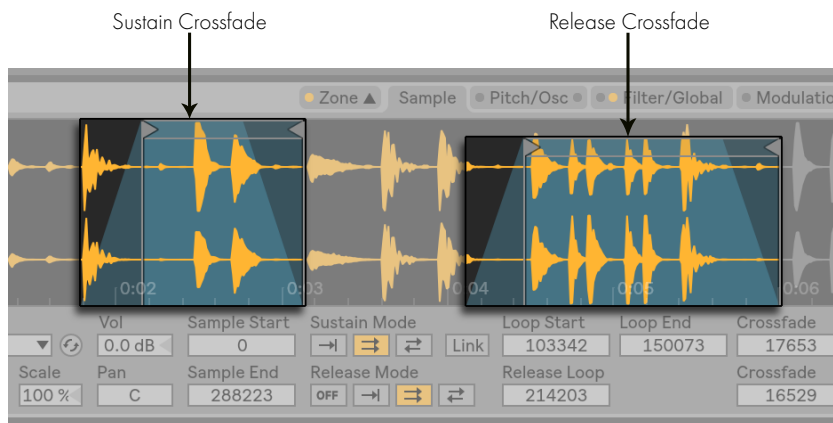 Sustain Crossfade Release Crossfade
Zone Sample Pitch/Osc Filter/Global
0:02 0:03 0:04 0:05 0:06
Vol Sample Start Sustain Mode Loop Start Loop End Crossfade
0.0 dB 0 Link 103342 150073 17653
Scale Pan Sample End Release Mode Release Loop Crossfade
100 % C 288223 OFF 214203 16529